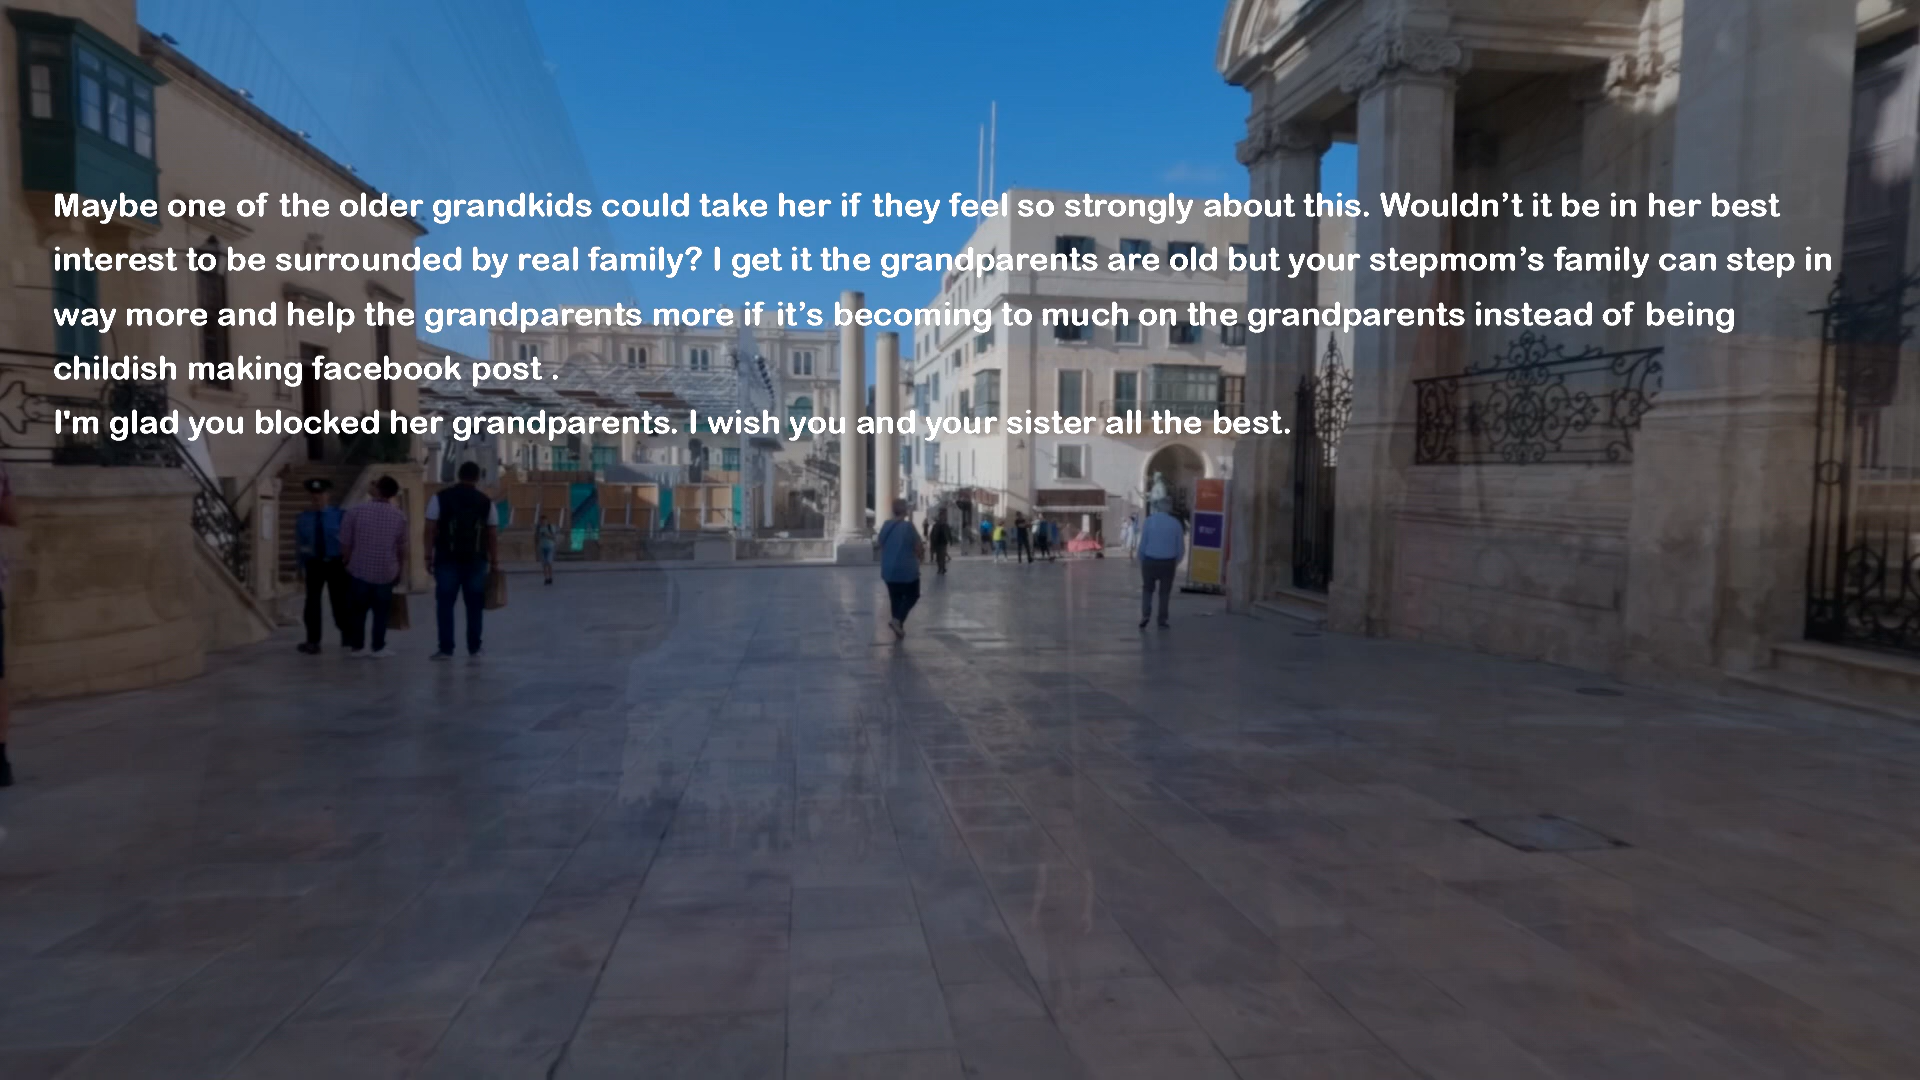 Maybe one of the older grandkids could take her if they feel so strongly about this. Wouldn’t it be in her best
interest to be surrounded by real family? I get it the grandparents are old but your stepmom’s family can step in
way more and help the grandparents more if it’s becoming to much on the grandparents instead of being
childish making facebook post .
I'm glad you blocked her grandparents. I wish you and your sister all the best.